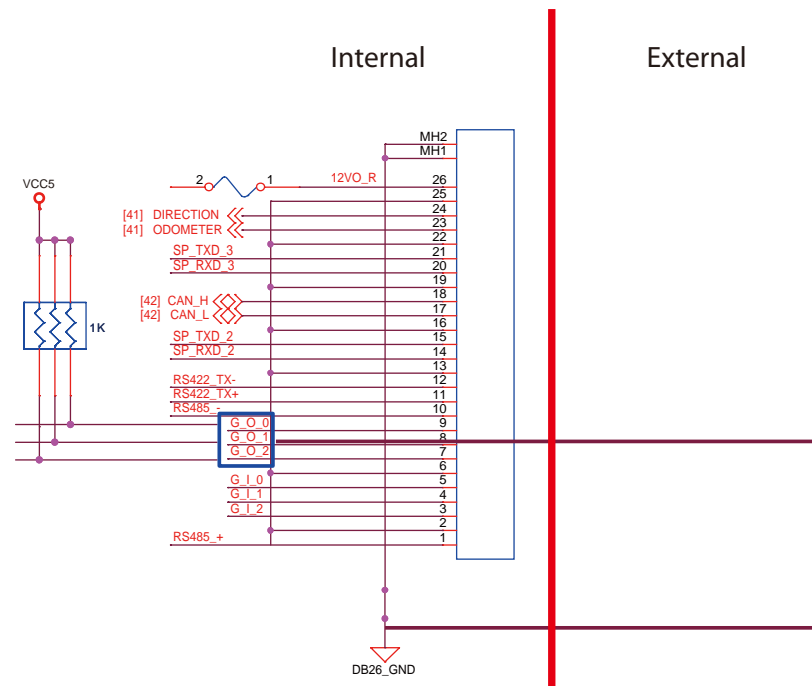 Internal External
MH2
MH1
VCC5
2 1 12VO_R 26
25
[41] DIRECTION 24
[41] ODOMETER 23
22
SP_TXD_3 21
SP_RXD_3 20
19
[42] CAN_H 18
[42] CAN_L 17
16
1K
SP_TXD_2 15
SP_RXD_2 14
13
RS422_TX- 12
RS422_TX+ 11
RS485_- 10
G_O_0 9
G_O_1 8
G_O_2 7
6
G_I_0 5
G_I_1 4
G_I_2 3
2
RS485_+ 1
DB26_GND